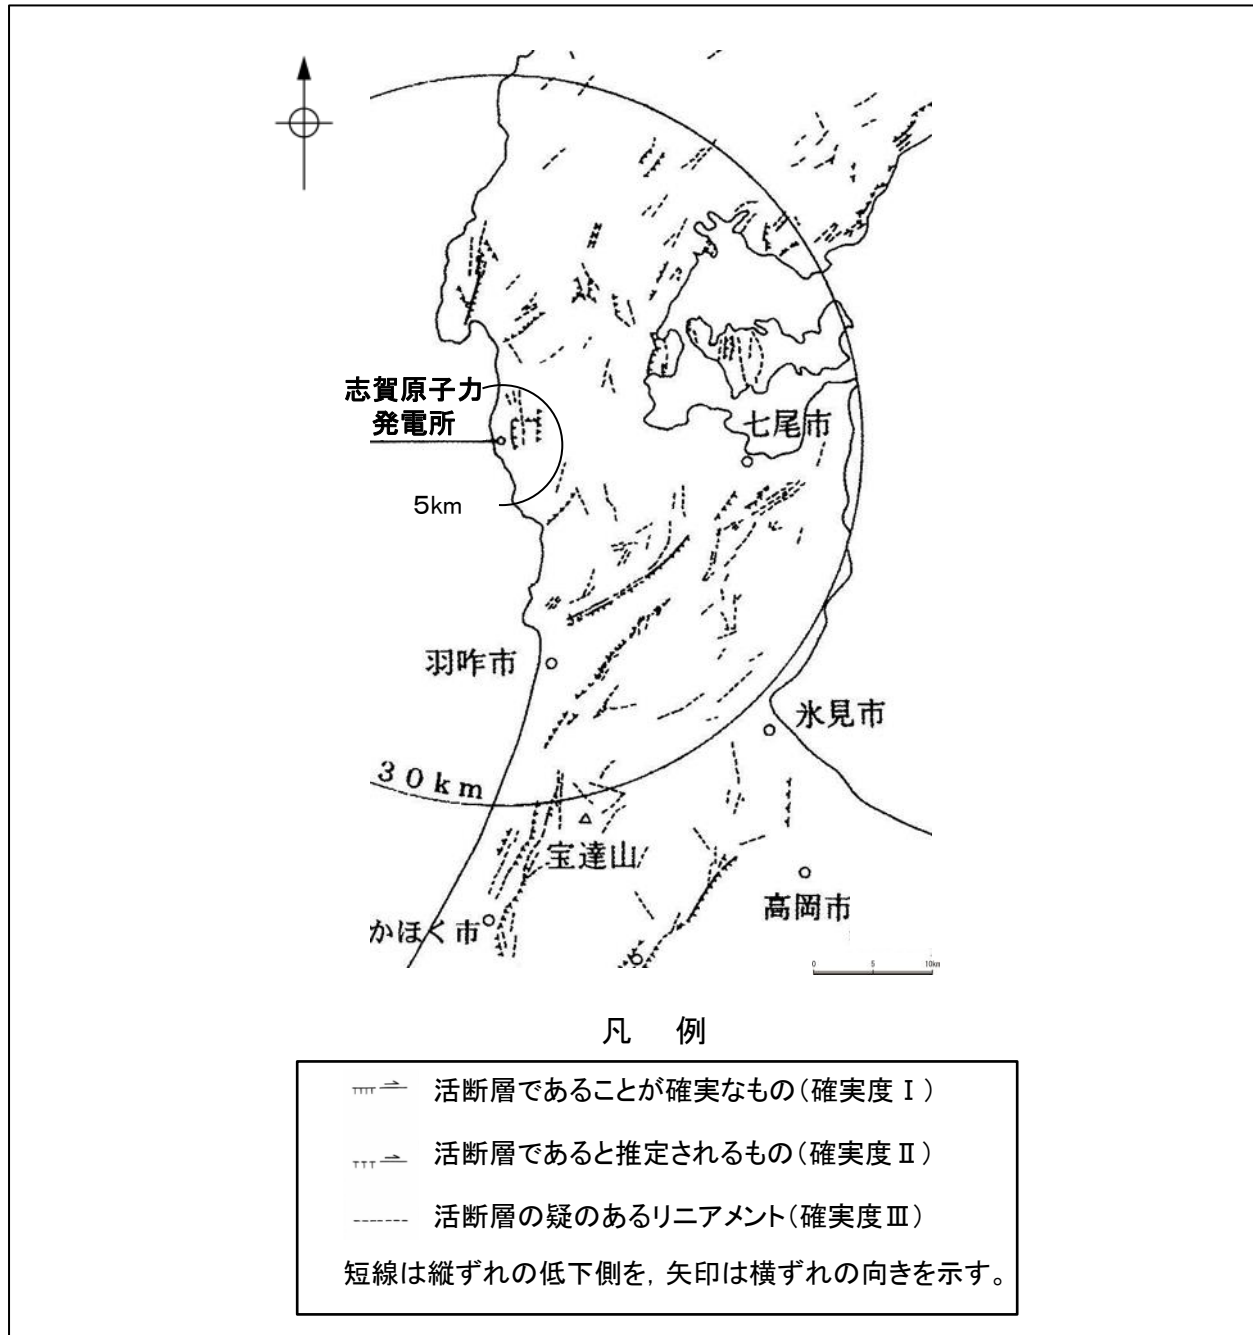 志賀原子力
発電所
5km
七尾市
羽咋市
氷見市
30km
宝達山
高岡市
かほく市
0 5 10km
凡 例
活断層であることが確実なもの(確実度Ⅰ)
活断層であると推定されるもの(確実度Ⅱ)
活断層の疑のあるリニアメント(確実度Ⅲ)
短線は縦ずれの低下側を, 矢印は横ずれの向きを示す。